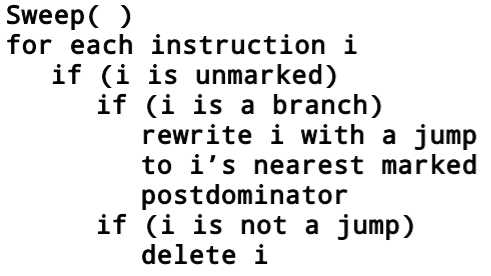 Sweep( )
for each instruction i
if (i is unmarked)
if (i is a branch)
rewrite i with a jump
to i’s nearest marked
postdominator
if (i is not a jump)
delete i